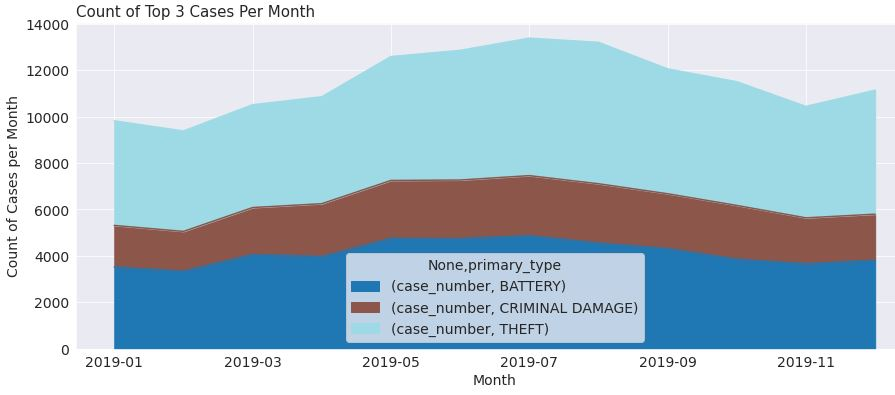 Count of Top 3 Cases Per Month
14000
12000
10000
8000
6000
4000
2000
0
Count of Cases per Month
None,primary_type
(case_number, BATTERY)
(case_number, CRIMINAL DAMAGE)
(case_number, THEFT)
2019-01 2019-03 2019-05 2019-07 2019-09 2019-11
Month